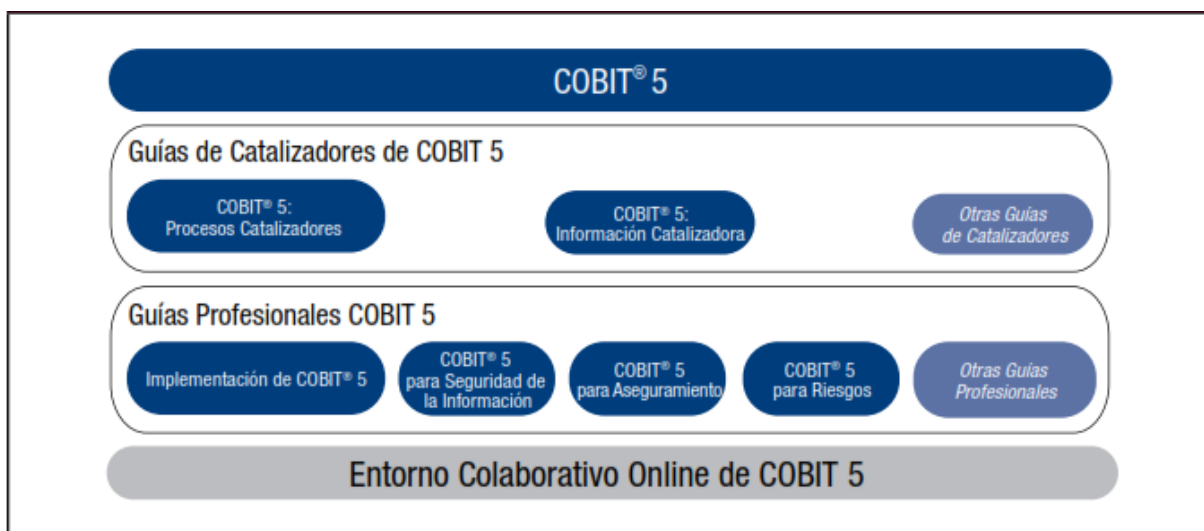 COBIT® 5
Guías de Catalizadores de COBIT 5
COBIT® 5:
Procesos Catalizadores
COBIT® 5:
Información Catalizadora
Otras Guías
de Catalizadores
Guías Profesionales COBIT 5
Implementación de COBIT® 5
COBIT® 5
para Seguridad de
la Información
COBIT® 5
para Aseguramiento
COBIT® 5
para Riesgos
Otras Guías
Profesionales
Entorno Colaborativo Online de COBIT 5